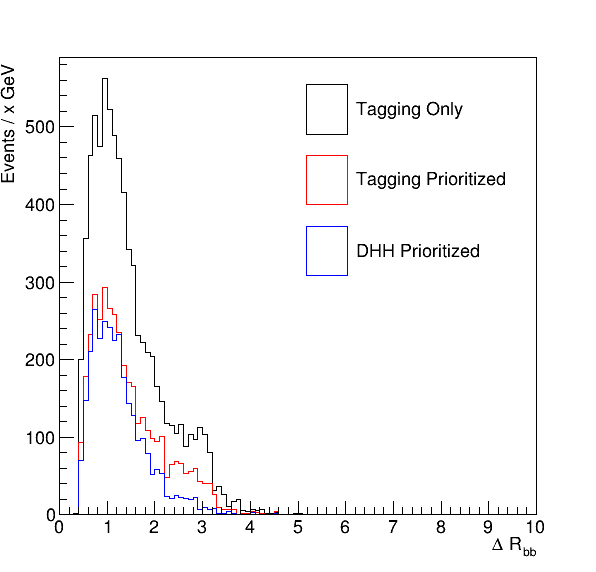 Events / x GeV
500
400
300
200
100
0
Tagging Only
Tagging Prioritized
DHH Prioritized
0 1 2 3 4 5 6 7 8 9 10
Δ R_bb